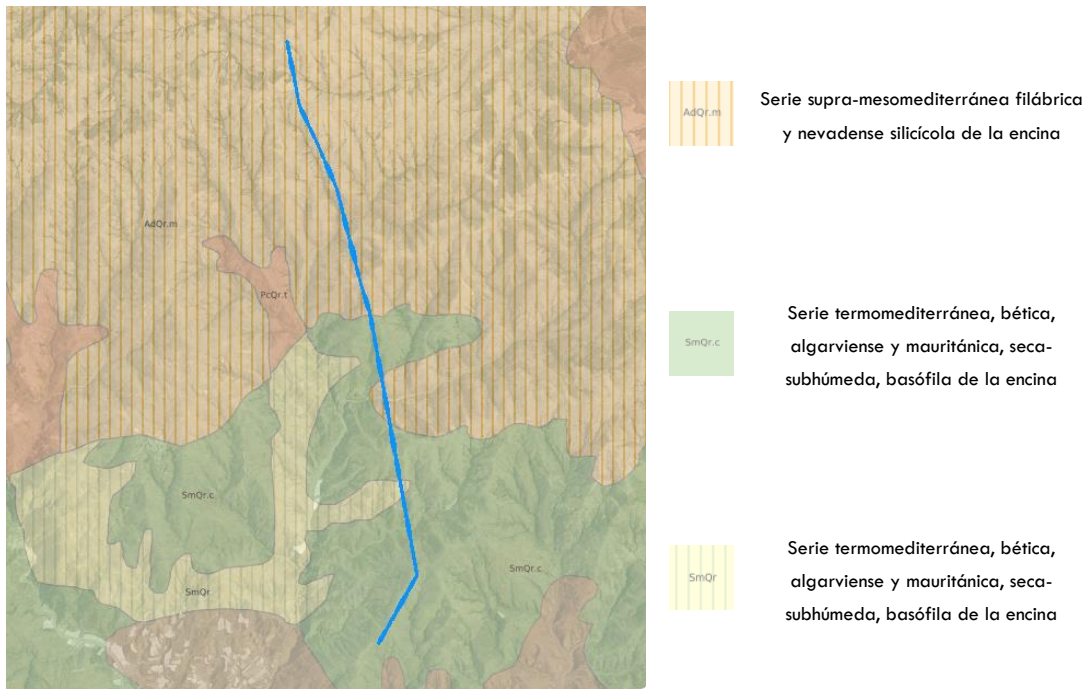 AdQr.m
PcQr.t
SmQr.c
SmQr.c
SmQr
AdQr.m
Serie supra-mesomediterránea filábrica
y nevadense silicícola de la encina
SmQr.c
Serie termomediterránea, bética,
algarviense y mauritánica, seca-
subhúmeda, basófila de la encina
SmQr
Serie termomediterránea, bética,
algarviense y mauritánica, seca-
subhúmeda, basófila de la encina